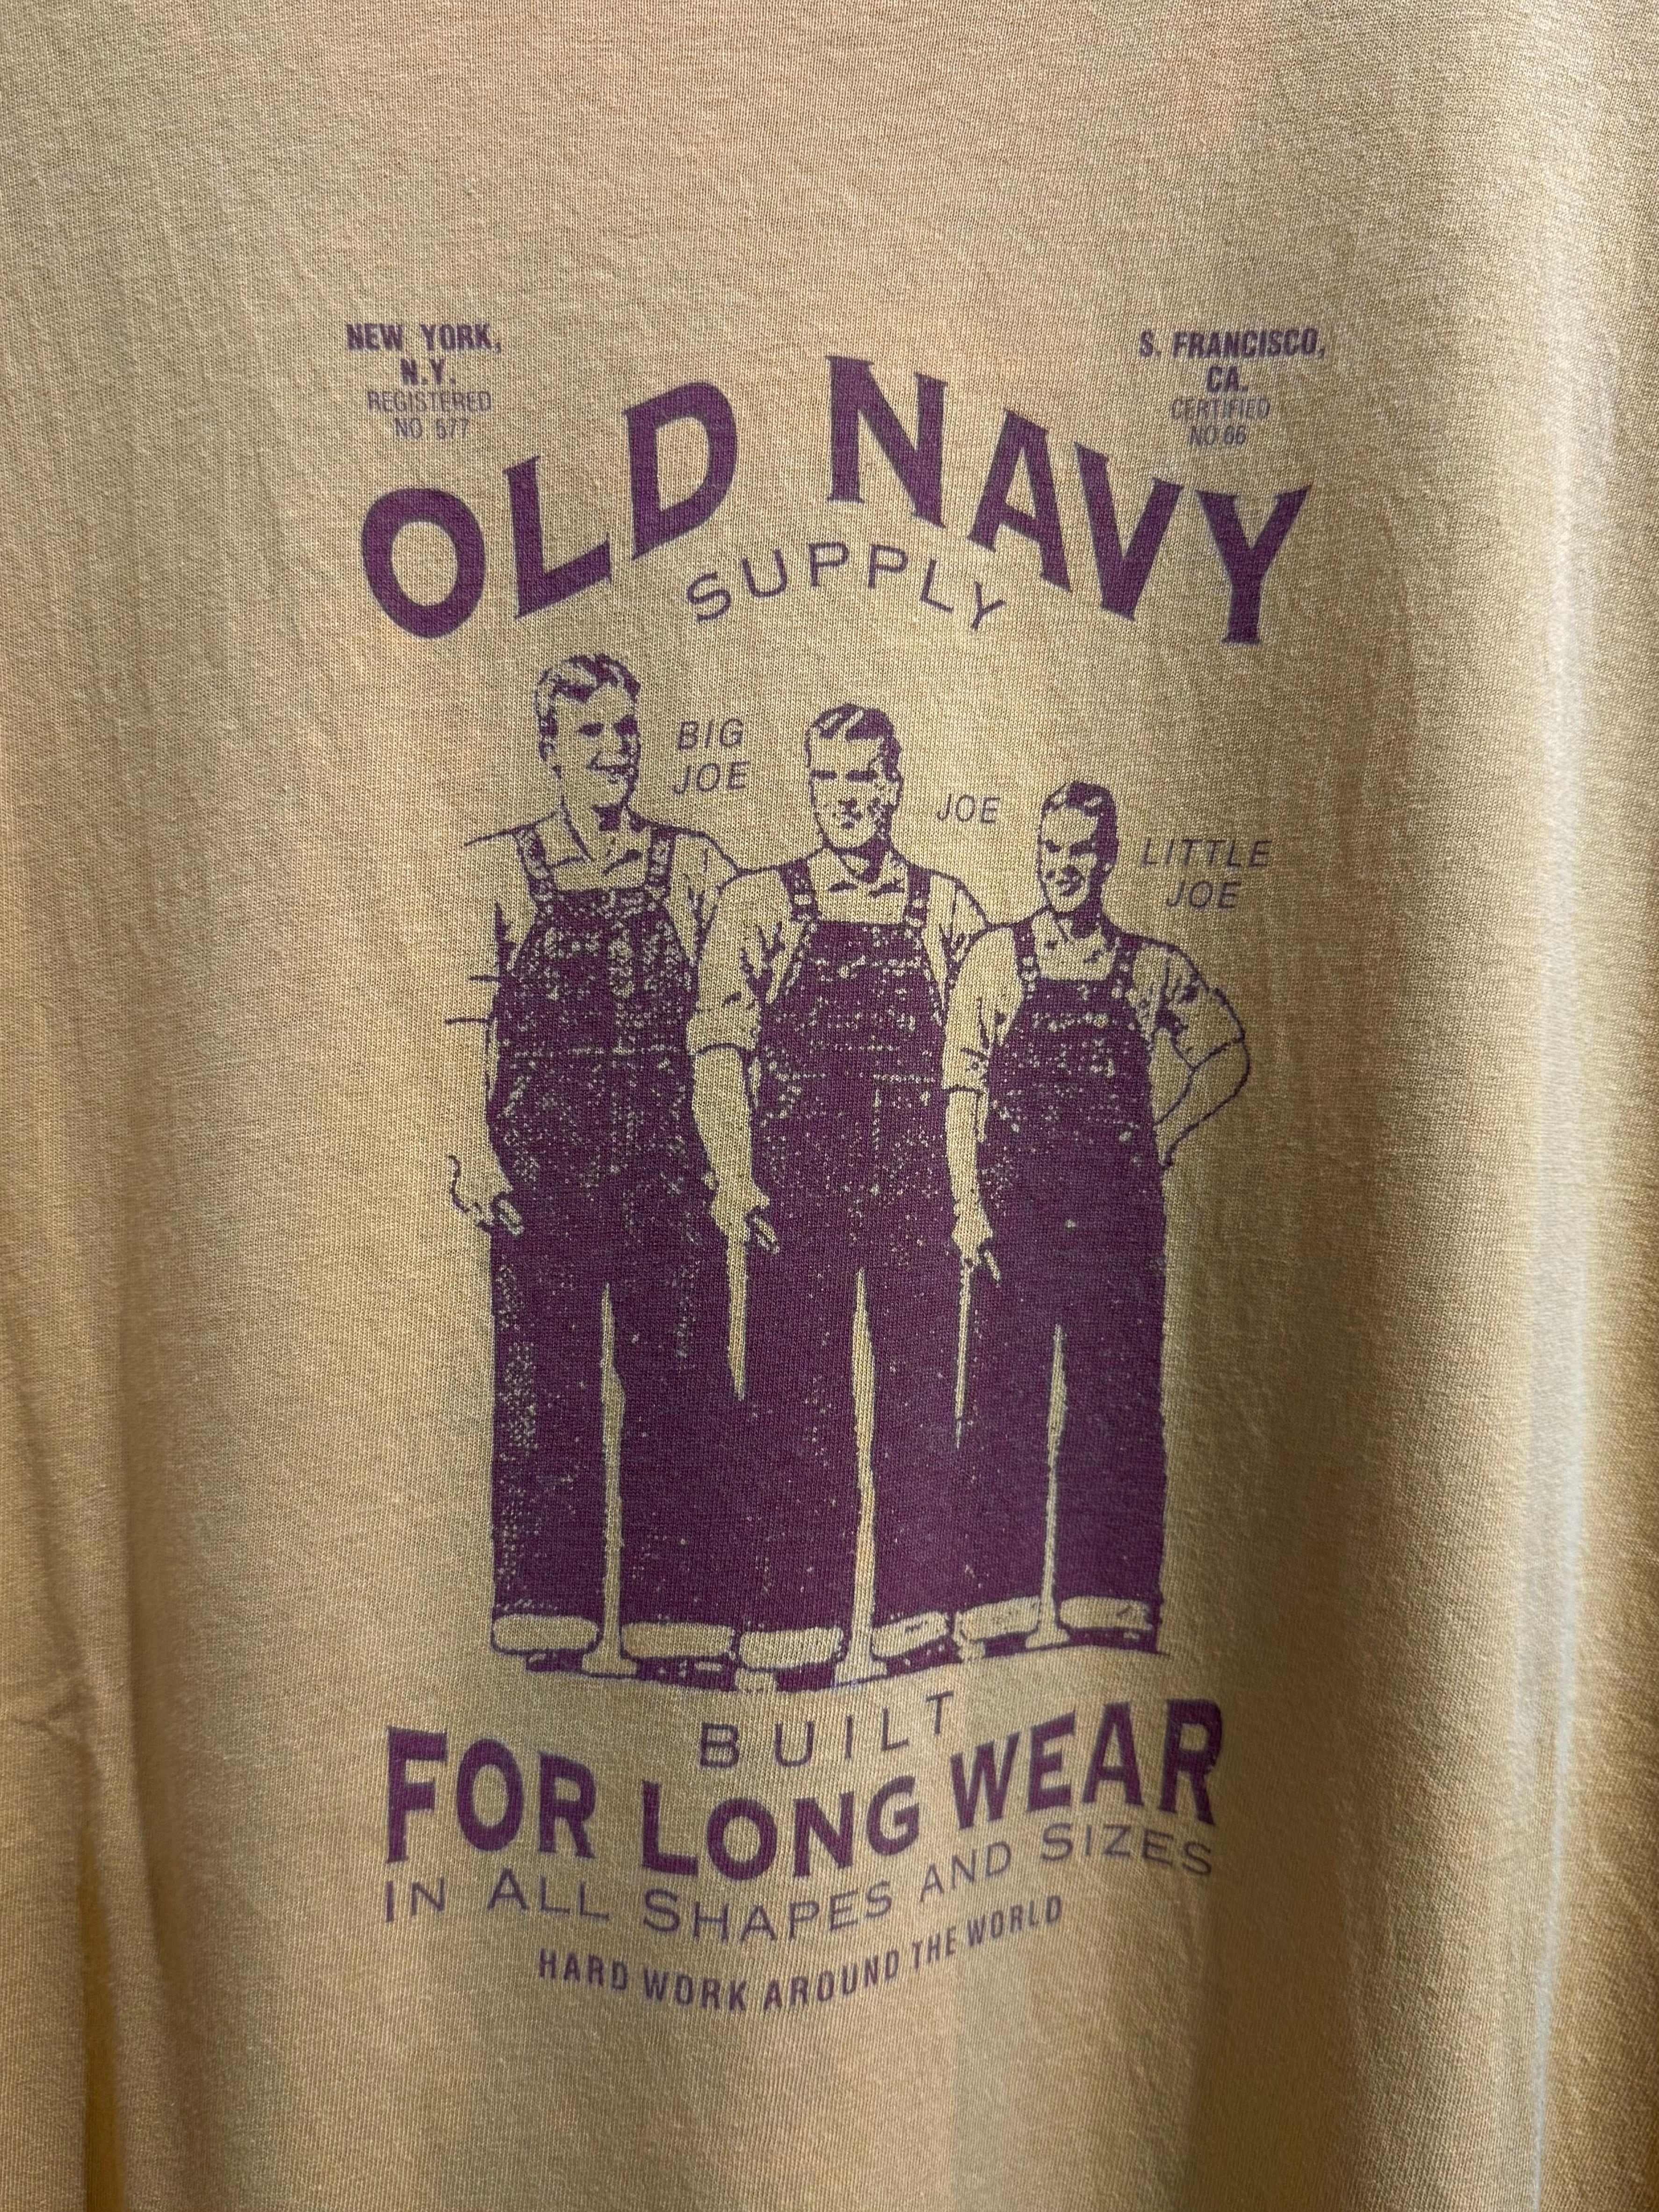 NEW YORK,
N.Y.
REGISTERED
NO 577
S. FRANCISCO,
CA.
CERTIFIED
NO 66
OLD NAVY
SUPPLY
BIG
JOE
JOE
LITTLE
JOE
BUILT
FOR LONG WEAR
IN ALL SHAPES AND SIZES
HARD WORK AROUND THE WORLD